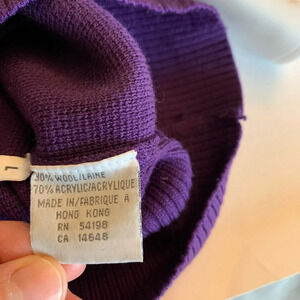 L
30% WOOL/LAINE
70% ACRYLIC/ACRYLIQUE
MADE IN/FABRIQUE A
HONG KONG
RN 54198
CA 14648